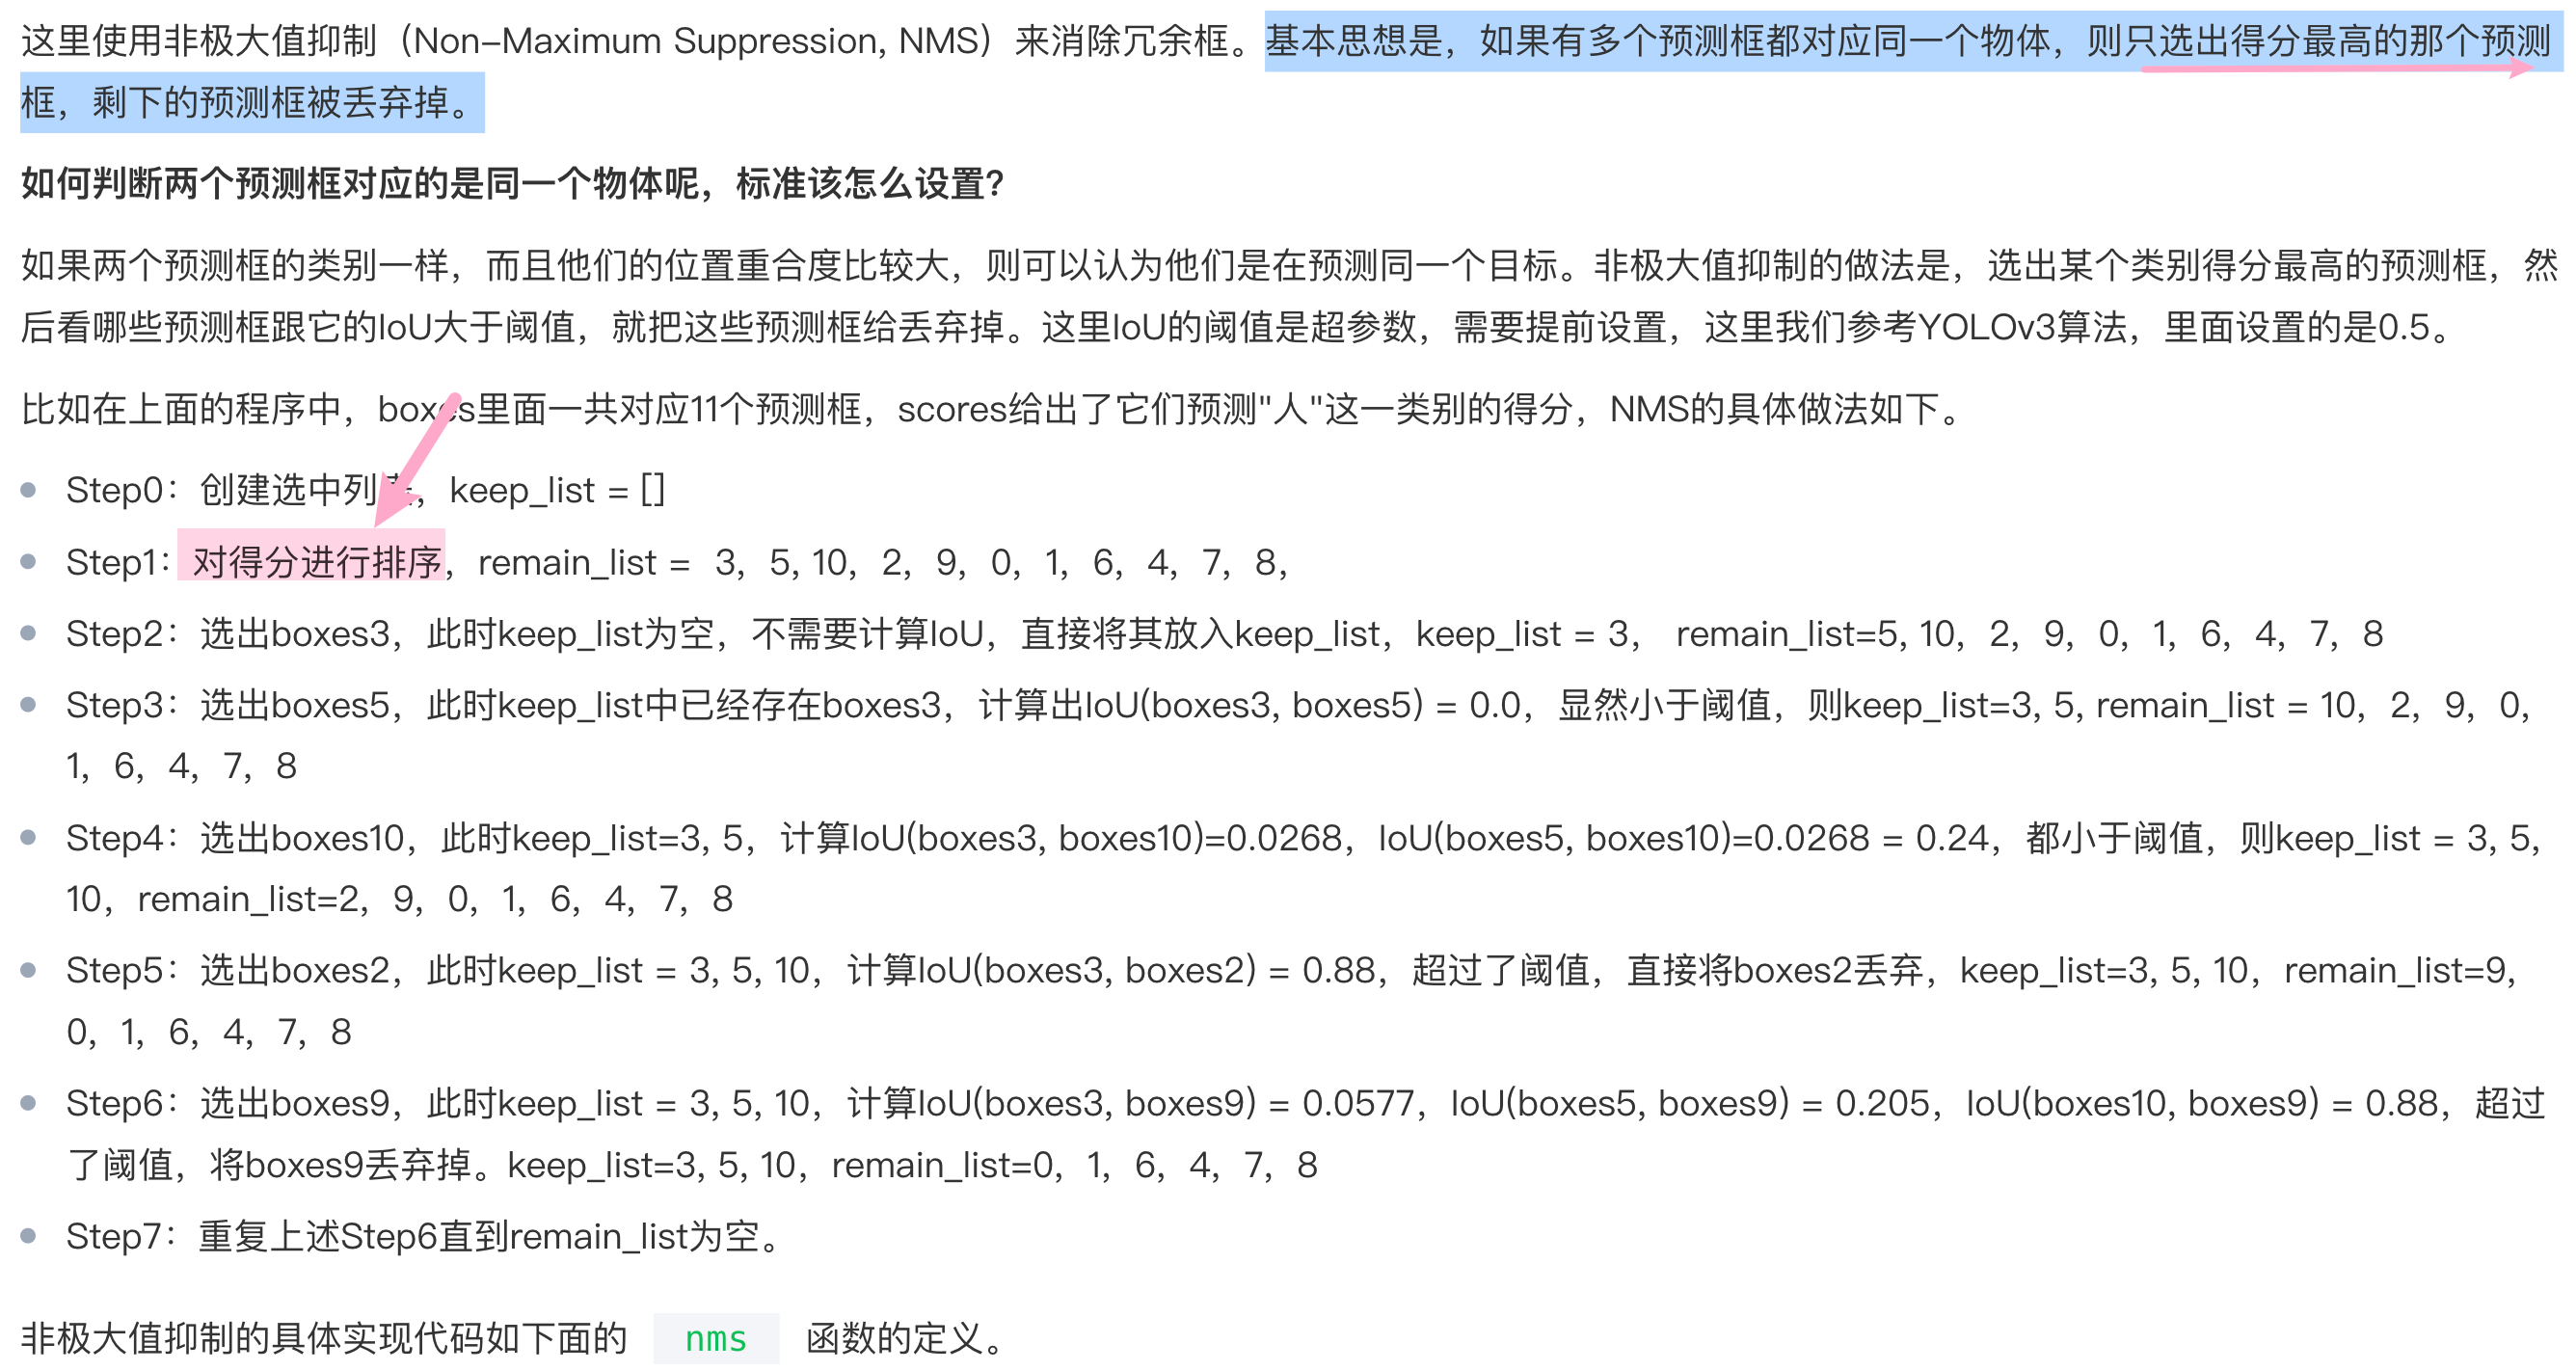 这里使用非极大值抑制（Non-Maximum Suppression, NMS）来消除冗余框。基本思想是，如果有多个预测框都对应同一个物体，则只选出得分最高的那个预测
框，剩下的预测框被丢弃掉。
如何判断两个预测框对应的是同一个物体呢，标准该怎么设置？
如果两个预测框的类别一样，而且他们的位置重合度比较大，则可以认为他们是在预测同一个目标。非极大值抑制的做法是，选出某个类别得分最高的预测框，然
后看哪些预测框跟它的IoU大于阈值，就把这些预测框给丢弃掉。这里IoU的阈值是超参数，需要提前设置，这里我们参考YOLOv3算法，里面设置的是0.5。
比如在上面的程序中，boxes里面一共对应11个预测框，scores给出了它们预测"人"这一类别的得分，NMS的具体做法如下。
Step0：创建选中列表，keep_list = []
Step1：对得分进行排序，remain_list = 3，5, 10，2，9，0，1，6，4，7，8，
Step2：选出boxes3，此时keep_list为空，不需要计算IoU，直接将其放入keep_list，keep_list = 3， remain_list=5, 10，2，9，0，1，6，4，7，8
Step3：选出boxes5，此时keep_list中已经存在boxes3，计算出IoU(boxes3, boxes5) = 0.0，显然小于阈值，则keep_list=3, 5, remain_list = 10，2，9，0，
1，6，4，7，8
Step4：选出boxes10，此时keep_list=3, 5，计算IoU(boxes3, boxes10)=0.0268，IoU(boxes5, boxes10)=0.0268 = 0.24，都小于阈值，则keep_list = 3, 5,
10，remain_list=2，9，0，1，6，4，7，8
Step5：选出boxes2，此时keep_list = 3, 5, 10，计算IoU(boxes3, boxes2) = 0.88，超过了阈值，直接将boxes2丢弃，keep_list=3, 5, 10，remain_list=9，
0，1，6，4，7，8
Step6：选出boxes9，此时keep_list = 3, 5, 10，计算IoU(boxes3, boxes9) = 0.0577，IoU(boxes5, boxes9) = 0.205，IoU(boxes10, boxes9) = 0.88，超过
了阈值，将boxes9丢弃掉。keep_list=3, 5, 10，remain_list=0，1，6，4，7，8
Step7：重复上述Step6直到remain_list为空。
非极大值抑制的具体实现代码如下面的 nms 函数的定义。